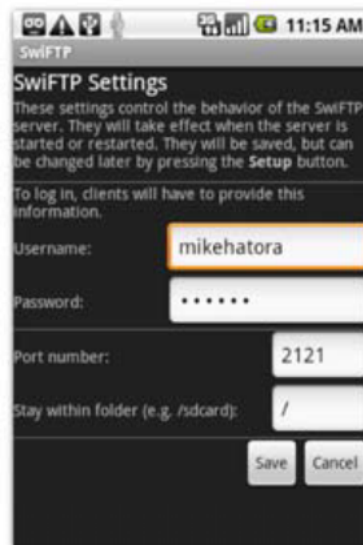 3G
11:15 AM
SwiFTP
SwiFTP Settings
These settings control the behavior of the SwiFTP
server. They will take effect when the server is
started or restarted. They will be saved, but can
be changed later by pressing the Setup button.
To log in, clients will have to provide this
information.
Username: mikehatora
Password: ••••••
Port number: 2121
Stay within folder (e.g. /sdcard): /
Save Cancel